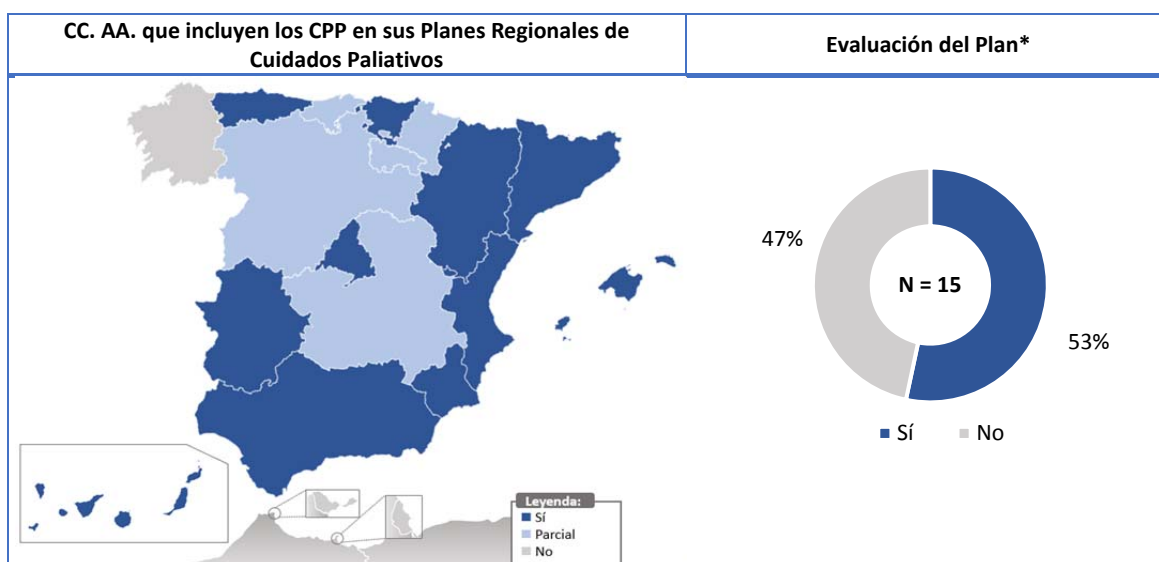 CC. AA. que incluyen los CPP en sus Planes Regionales de
Cuidados Paliativos
Evaluación del Plan*
47%
N = 15
53%
Sí No
Leyenda:
Sí
Parcial
No